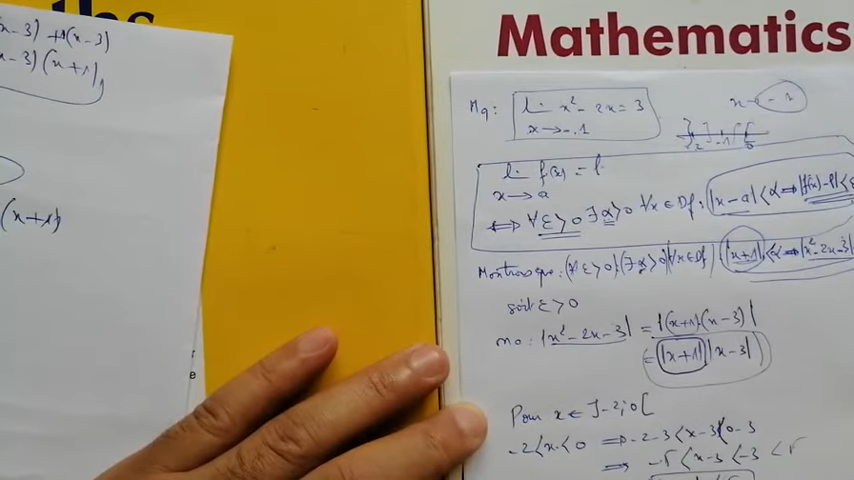 Mathematics
x-3) +1(x-3)
x-3) (x+1)
(x+1)
Mq: lim x²-2x=3
x→-1
x→-1
lim f(x) = l
x→a
⟺ ∀ε>0 ∃α>0 ∀x∈Df: |x-a|<α ⟹ |f(x)-l|<ε
Montrons que: (∀ε>0)(∃α>0)(∀x∈Df) |x+1|<α ⟹ |x²-2x-3|
soit ε>0
ona: |x²-2x-3| = |(x+1)(x-3)|
= |x+1||x-3|
Pour x∈]-2;0[
-2<x<0 ⟹ -2-3<x-3<0-3
⟹ -5<x-3<-3<5